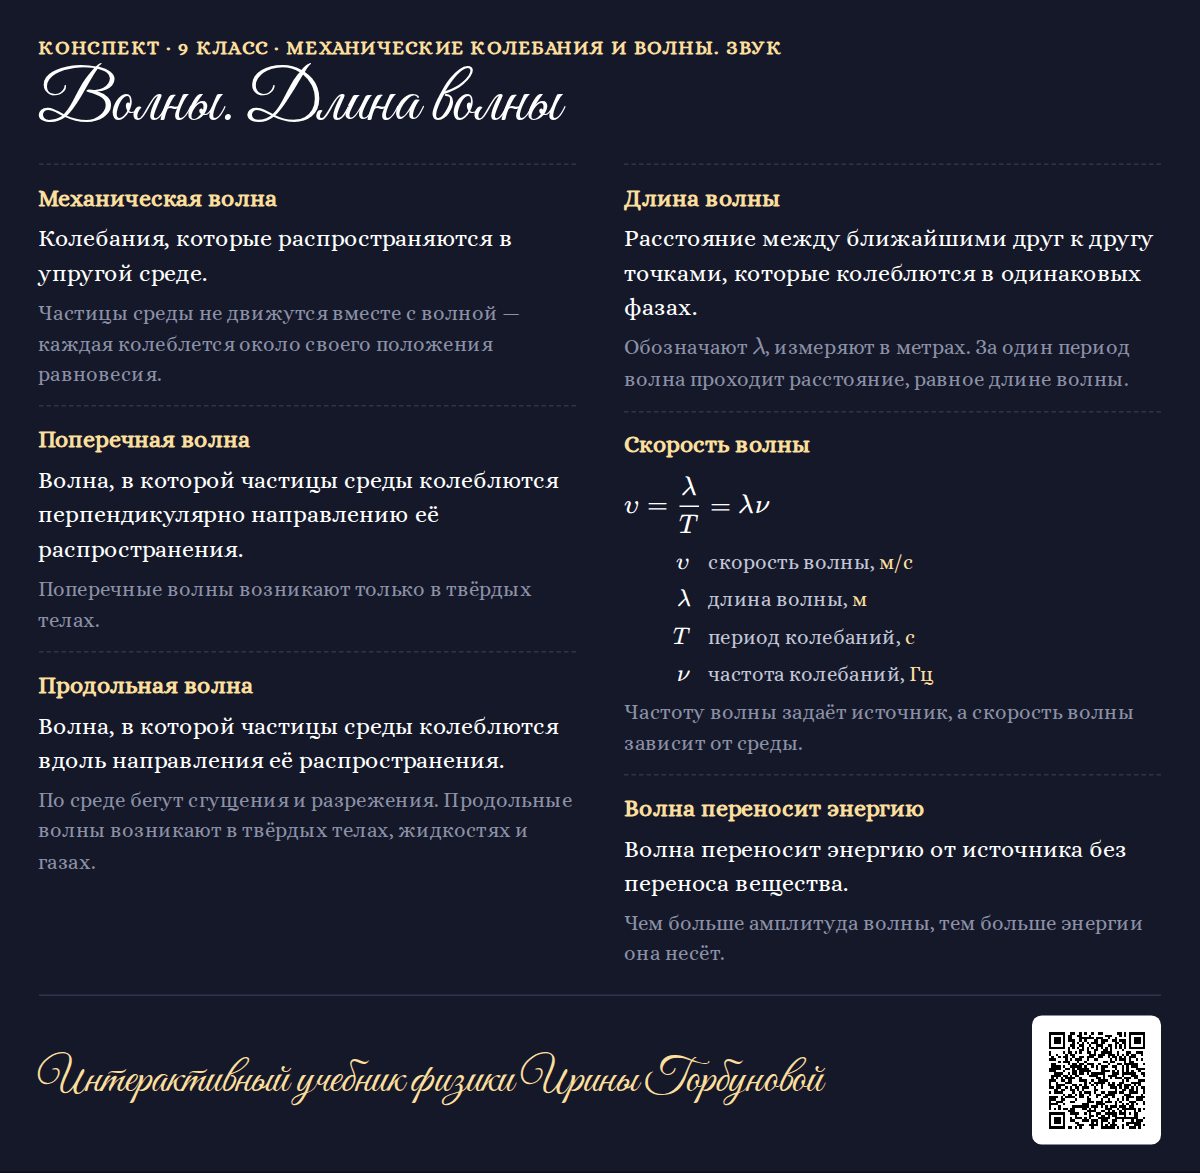 КОНСПЕКТ · 9 КЛАСС · МЕХАНИЧЕСКИЕ КОЛЕБАНИЯ И ВОЛНЫ. ЗВУК
Волны. Длина волны
Механическая волна
Колебания, которые распространяются в
упругой среде.
Частицы среды не движутся вместе с волной —
каждая колеблется около своего положения
равновесия.
Поперечная волна
Волна, в которой частицы среды колеблются
перпендикулярно направлению её
распространения.
Поперечные волны возникают только в твёрдых
телах.
Продольная волна
Волна, в которой частицы среды колеблются
вдоль направления её распространения.
По среде бегут сгущения и разрежения. Продольные
волны возникают в твёрдых телах, жидкостях и
газах.
Длина волны
Расстояние между ближайшими друг к другу
точками, которые колеблются в одинаковых
фазах.
Обозначают λ, измеряют в метрах. За один период
волна проходит расстояние, равное длине волны.
Скорость волны
υ = λ/T = λν
υ скорость волны, м/с
λ длина волны, м
T период колебаний, с
ν частота колебаний, Гц
Частоту волны задаёт источник, а скорость волны
зависит от среды.
Волна переносит энергию
Волна переносит энергию от источника без
переноса вещества.
Чем больше амплитуда волны, тем больше энергии
она несёт.
Интерактивный учебник физики Ирины Горбуновой